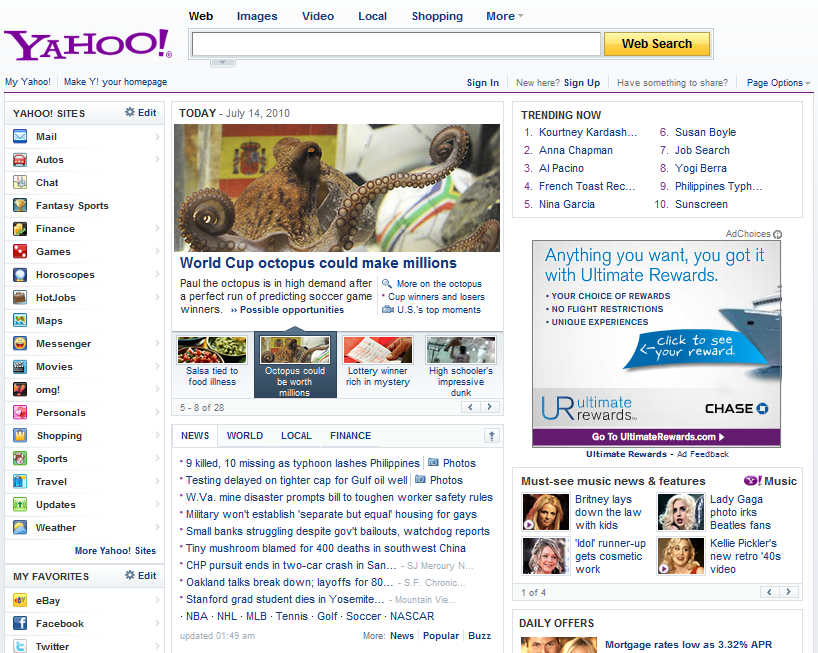 Web Images Video Local Shopping More
YAHOO!®
Web Search
My Yahoo! Make Y! your homepage
Sign In New here? Sign Up Have something to share? Page Options
YAHOO! SITES Edit
Mail
Autos
Chat
Fantasy Sports
Finance
Games
Horoscopes
HotJobs
Maps
Messenger
Movies
omg!
Personals
Shopping
Sports
Travel
Updates
Weather
More Yahoo! Sites
MY FAVORITES Edit
eBay
Facebook
Twitter
TODAY - July 14, 2010
World Cup octopus could make millions
Paul the octopus is in high demand after
a perfect run of predicting soccer game
winners. ›› Possible opportunities
More on the octopus
• Cup winners and losers
U.S.'s top moments
Salsa tied to
food illness
Octopus could
be worth
millions
Lottery winner
rich in mystery
High schooler's
impressive
dunk
5 - 8 of 28
NEWS WORLD LOCAL FINANCE
• 9 killed, 10 missing as typhoon lashes Philippines Photos
• Testing delayed on tighter cap for Gulf oil well Photos
• W.Va. mine disaster prompts bill to toughen worker safety rules
• Military won't establish 'separate but equal' housing for gays
• Small banks struggling despite gov't bailouts, watchdog reports
• Tiny mushroom blamed for 400 deaths in southwest China
• CHP pursuit ends in two-car crash in San... - SJ Mercury N...
• Oakland talks break down; layoffs for 80... - S.F. Chronic...
• Stanford grad student dies in Yosemite... - Mountain Vie...
· NBA · NHL · MLB · Tennis · Golf · Soccer · NASCAR
updated 01:49 am More: News Popular Buzz
TRENDING NOW
1. Kourtney Kardash...
2. Anna Chapman
3. Al Pacino
4. French Toast Rec...
5. Nina Garcia
6. Susan Boyle
7. Job Search
8. Yogi Berra
9. Philippines Typh...
10. Sunscreen
AdChoices
Anything you want, you got it
with Ultimate Rewards.
• YOUR CHOICE OF REWARDS
• NO FLIGHT RESTRICTIONS
• UNIQUE EXPERIENCES
click to see
your reward.
UR ultimate
rewards
CHASE
Go To UltimateRewards.com
Ultimate Rewards - Ad Feedback
Must-see music news & features Y! Music
Britney lays
down the law
with kids
Lady Gaga
photo irks
Beatles fans
'Idol' runner-up
gets cosmetic
work
Kellie Pickler's
new retro '40s
video
1 of 4
DAILY OFFERS
Mortgage rates low as 3.32% APR